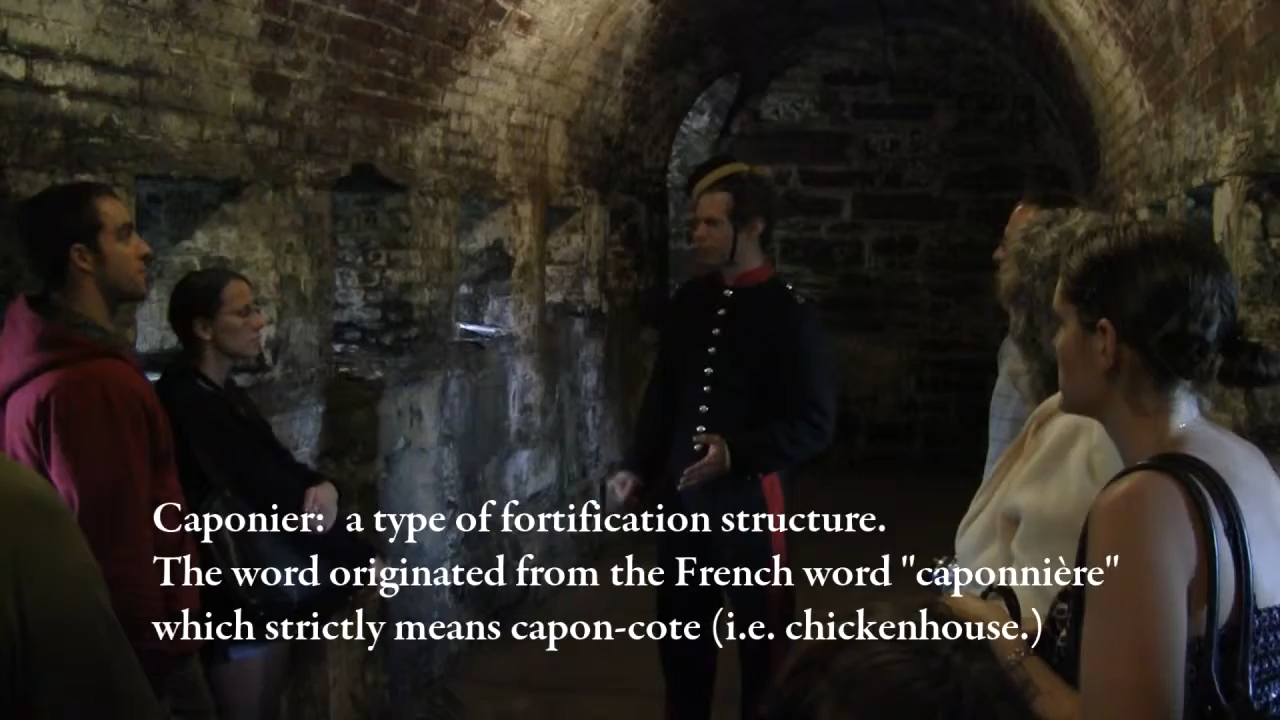 Caponier:  a type of fortification structure.
The word originated from the French word "caponnière"
which strictly means capon-cote (i.e. chickenhouse.)